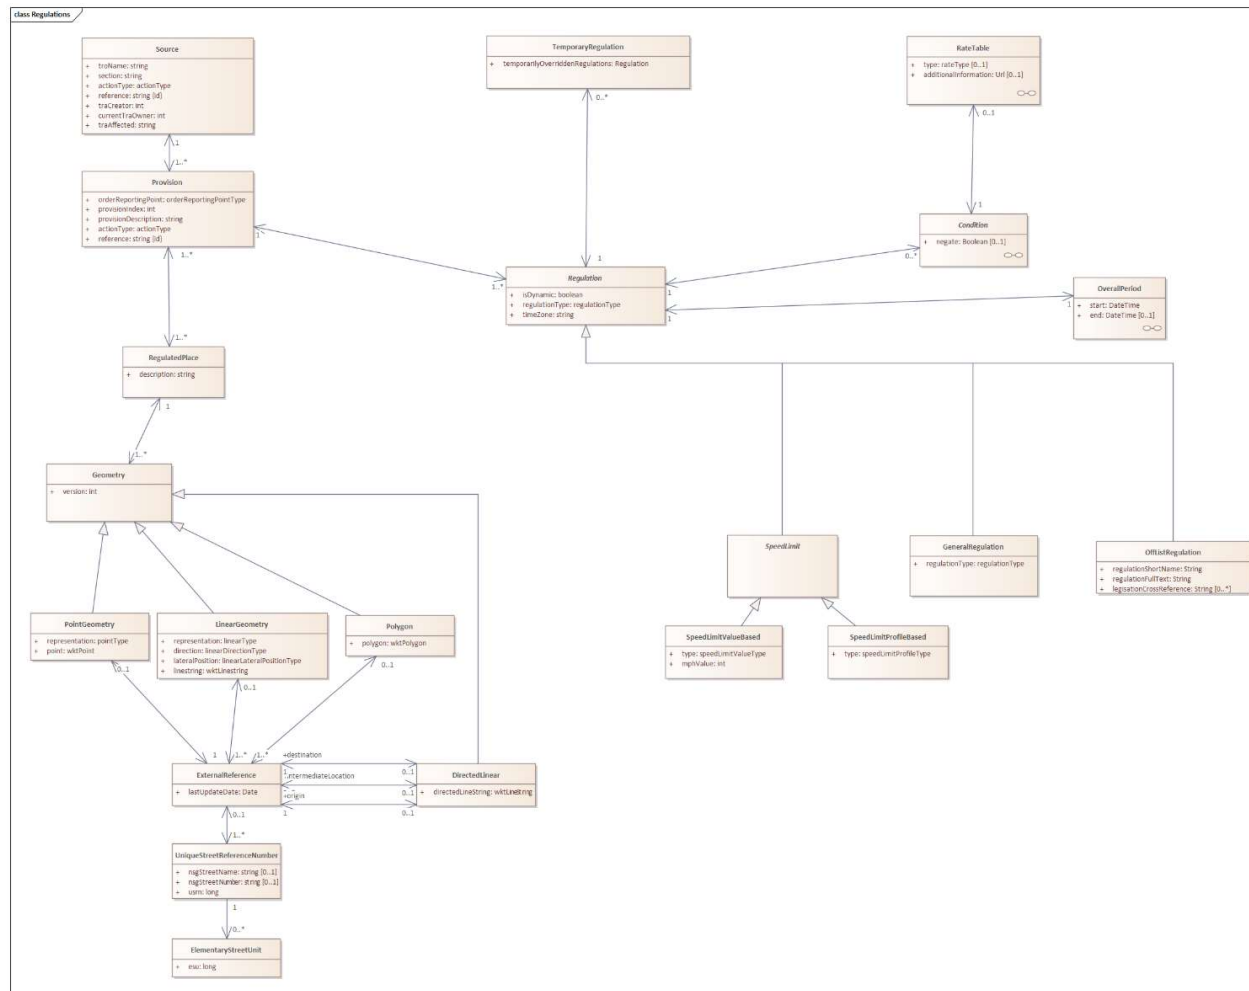 class Regulations
Source
+ troName: string
+ section: string
+ actionType: actionType
+ reference: string {id}
+ traCreator: int
+ currentTraOwner: int
+ traAffected: string
1
1..*
Provision
+ orderReportingPoint: orderReportingPointType
+ provisionIndex: int
+ provisionDescription: string
+ actionType: actionType
+ reference: string {id}
1
1..*
1..*
1..*
RegulatedPlace
+ description: string
1
1..*
Geometry
+ version: int
TemporaryRegulation
+ temporarilyOverriddenRegulations: Regulation
0..*
1
Regulation
+ isDynamic: boolean
+ regulationType: regulationType
+ timeZone: string
RateTable
+ type: rateType [0..1]
+ additionalInformation: Url [0..1]
0..1
1
Condition
+ negate: Boolean [0..1]
0..*
1
OverallPeriod
+ start: DateTime
+ end: DateTime [0..1]
1
1
SpeedLimit
GeneralRegulation
+ regulationType: regulationType
OffListRegulation
+ regulationShortName: String
+ regulationFullText: String
+ legislationCrossReference: String [0..*]
SpeedLimitValueBased
+ type: speedLimitValueType
+ mphValue: int
SpeedLimitProfileBased
+ type: speedLimitProfileType
PointGeometry
+ representation: pointType
+ point: wktPoint
0..1
LinearGeometry
+ representation: linearType
+ direction: linearDirectionType
+ lateralPosition: linearLateralPositionType
+ linestring: wktLinestring
0..1
Polygon
+ polygon: wktPolygon
0..1
1
1..*
1..*
ExternalReference
+ lastUpdateDate: Date
+destination
1
0..1
intermediateLocation
0..1
+origin
1
0..1
DirectedLinear
+ directedLineString: wktLineString
0..1
1..*
UniqueStreetReferenceNumber
+ nsgStreetName: string [0..1]
+ nsgStreetNumber: string [0..1]
+ usrn: long
1
0..*
ElementaryStreetUnit
+ esu: long